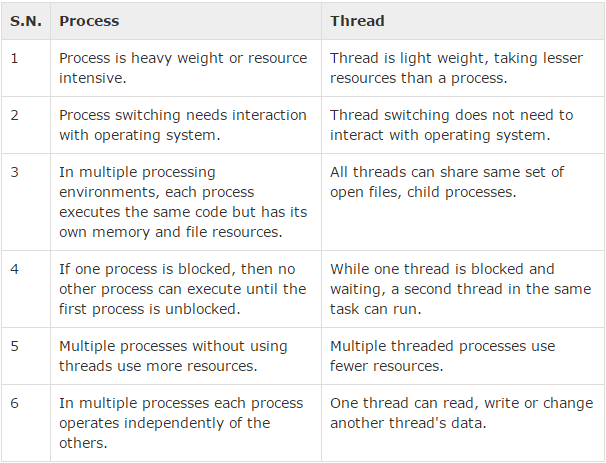 S.N. Process Thread
1 Process is heavy weight or resource Thread is light weight, taking lesser
intensive. resources than a process.
2 Process switching needs interaction Thread switching does not need to
with operating system. interact with operating system.
3 In multiple processing All threads can share same set of
environments, each process open files, child processes.
executes the same code but has its
own memory and file resources.
4 If one process is blocked, then no While one thread is blocked and
other process can execute until the waiting, a second thread in the same
first process is unblocked. task can run.
5 Multiple processes without using Multiple threaded processes use
threads use more resources. fewer resources.
6 In multiple processes each process One thread can read, write or change
operates independently of the another thread's data.
others.